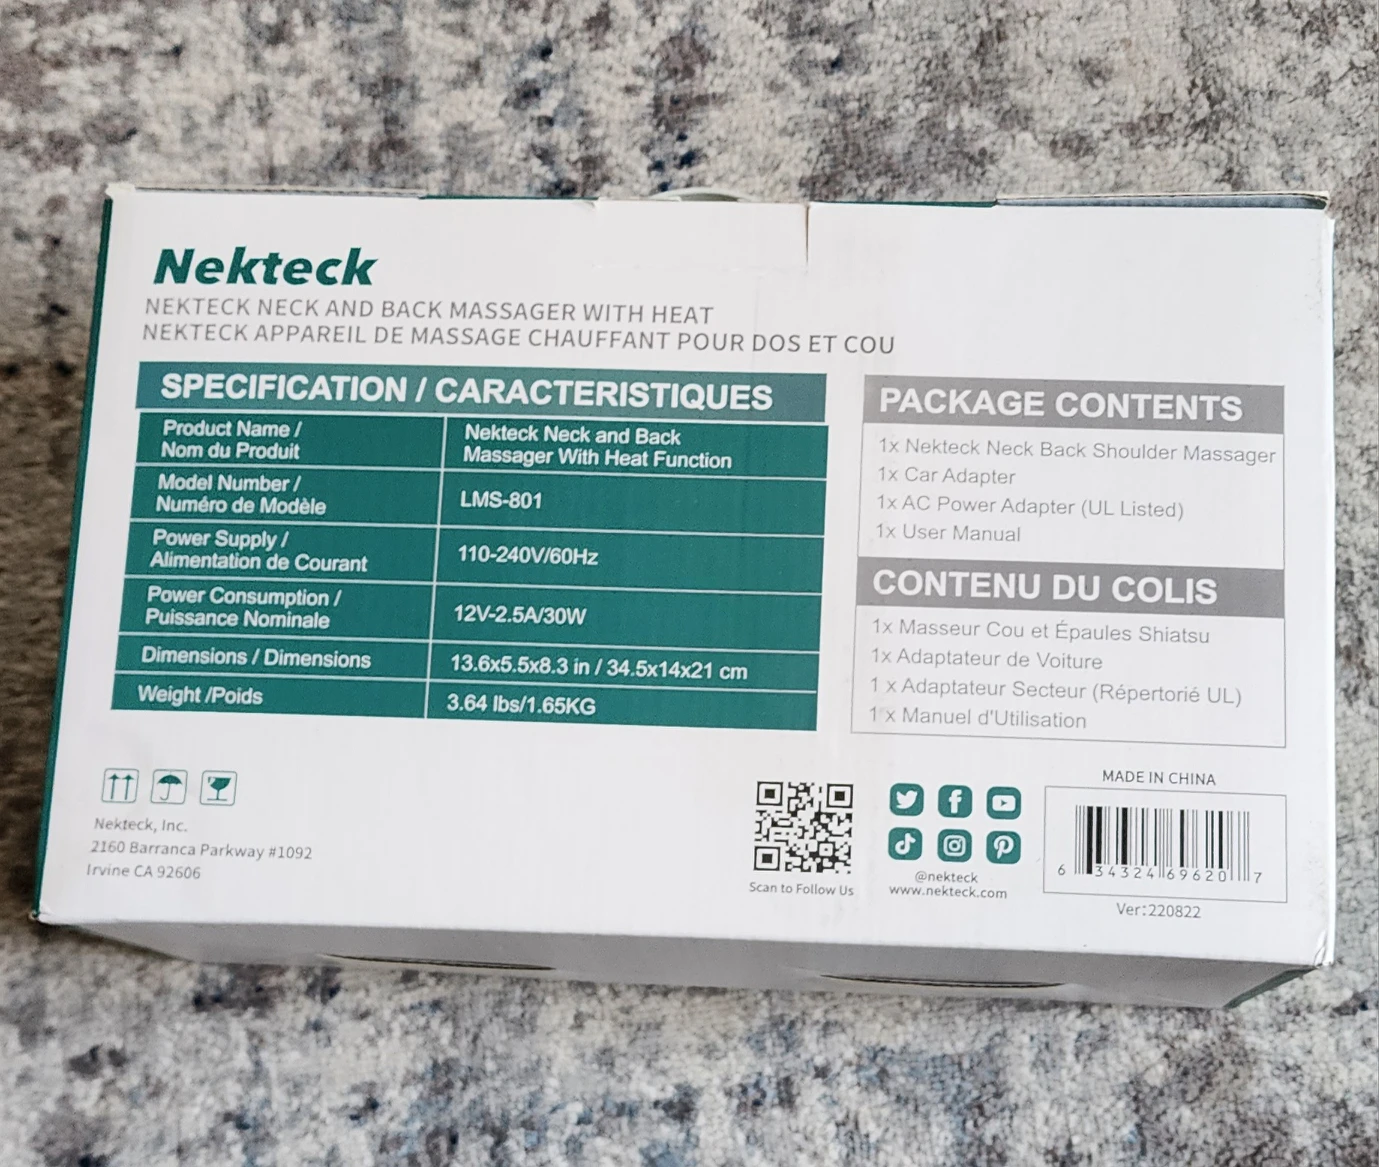 Nekteck
NEKTECK NECK AND BACK MASSAGER WITH HEAT
NEKTECK APPAREIL DE MASSAGE CHAUFFANT POUR DOS ET COU
SPECIFICATION / CARACTERISTIQUES
Product Name /
Nom du Produit
Nekteck Neck and Back
Massager With Heat Function
Model Number /
Numéro de Modèle
LMS-801
Power Supply /
Alimentation de Courant
110-240V/60Hz
Power Consumption /
Puissance Nominale
12V-2.5A/30W
Dimensions / Dimensions
13.6x5.5x8.3 in / 34.5x14x21 cm
Weight /Poids
3.64 lbs/1.65KG
PACKAGE CONTENTS
1x Nekteck Neck Back Shoulder Massager
1x Car Adapter
1x AC Power Adapter (UL Listed)
1x User Manual
CONTENU DU COLIS
1x Masseur Cou et Épaules Shiatsu
1x Adaptateur de Voiture
1 x Adaptateur Secteur (Répertorié UL)
1 x Manuel d'Utilisation
Nekteck, Inc.
2160 Barranca Parkway #1092
Irvine CA 92606
Scan to Follow Us
@nekteck
www.nekteck.com
MADE IN CHINA
6 34324 69620 7
Ver:220822